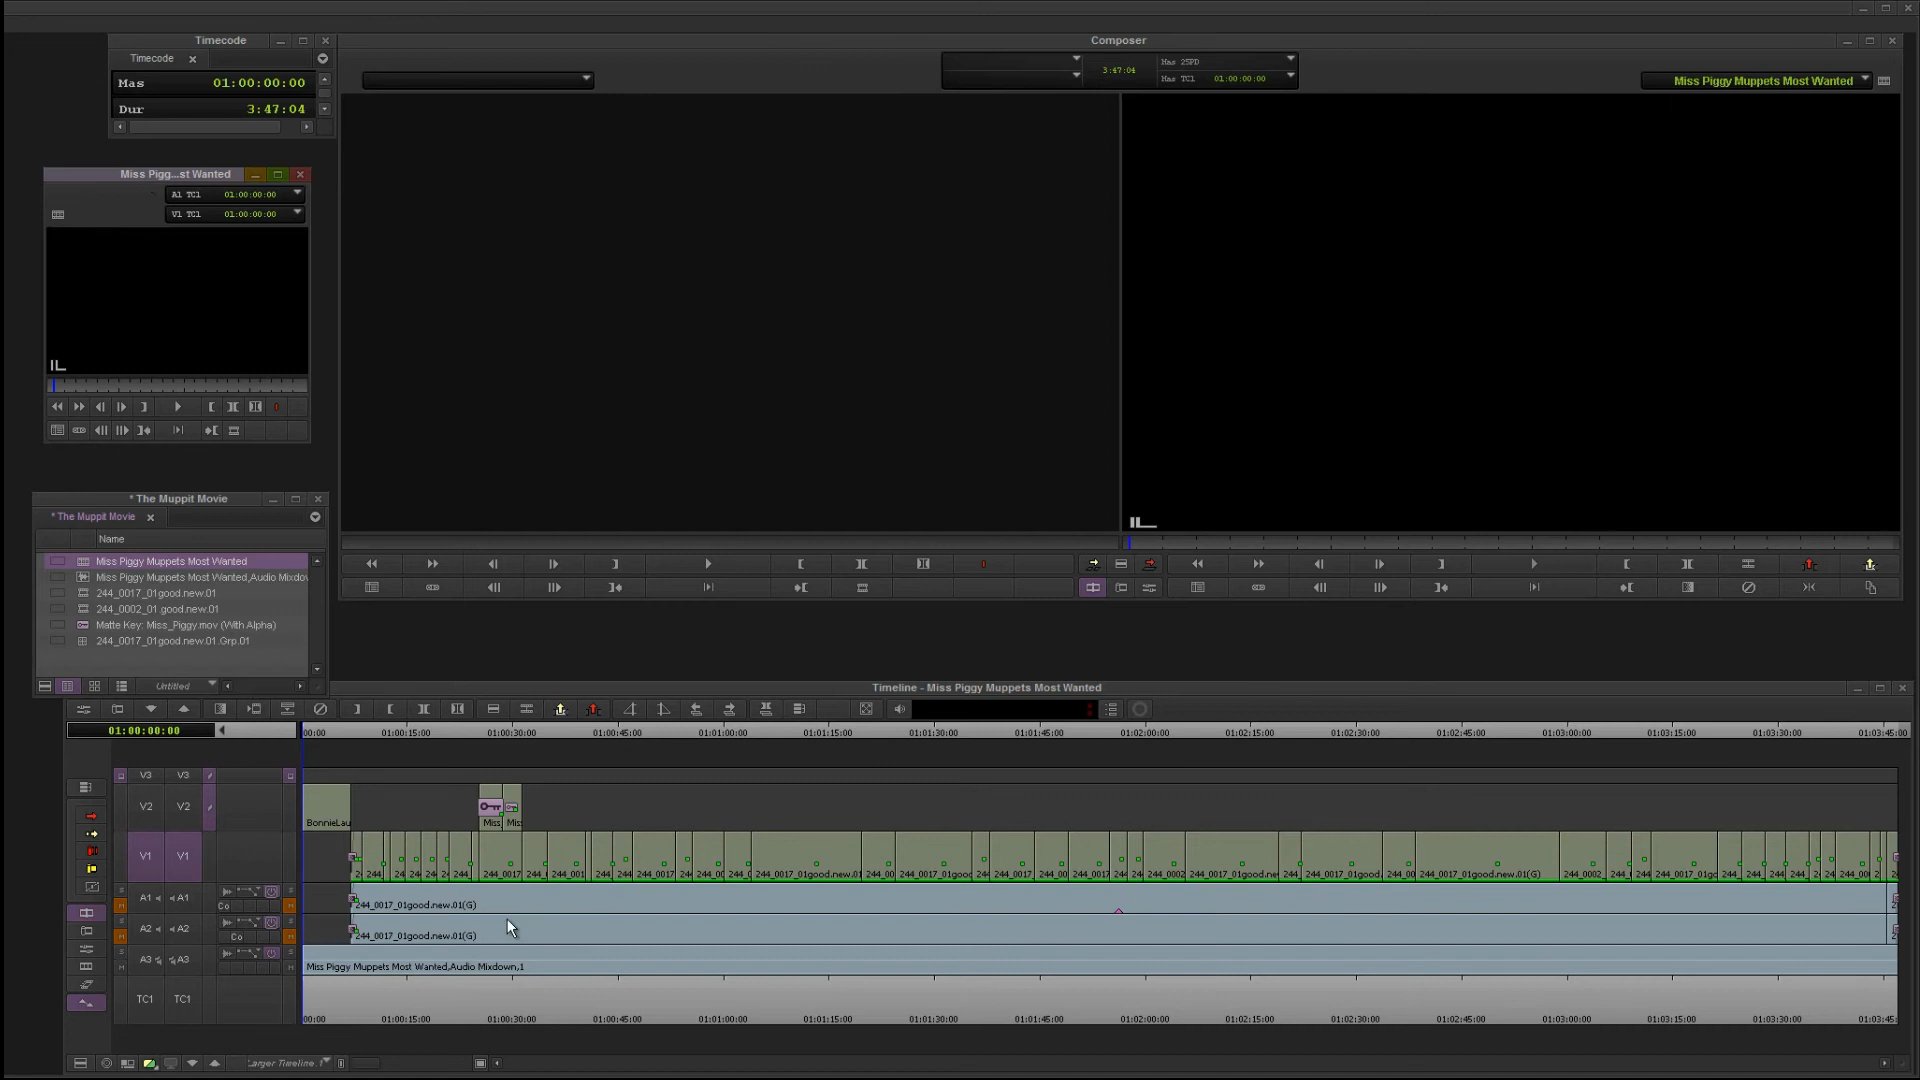 Timecode
Timecode
Mas 01:00:00:00
Dur 3:47:04
Composer
3:47:04
Mas 25PD
Mas TC1 01:00:00:00
Miss Piggy Muppets Most Wanted
Miss Pigg...st Wanted
A1 TC1 01:00:00:00
V1 TC1 01:00:00:00
* The Muppit Movie
* The Muppit Movie
Name
Miss Piggy Muppets Most Wanted
Miss Piggy Muppets Most Wanted,Audio Mixdow
244_0017_01good.new.01
244_0002_01.good.new.01
Matte Key: Miss_Piggy.mov (With Alpha)
244_0017_01good.new.01.Grp.01
Untitled
Timeline - Miss Piggy Muppets Most Wanted
01:00:00:00
00:00 01:00:15:00 01:00:30:00 01:00:45:00 01:01:00:00 01:01:15:00 01:01:30:00 01:01:45:00 01:02:00:00 01:02:15:00 01:02:30:00 01:02:45:00 01:03:00:00 01:03:15:00 01:03:30:00 01:03:45:00
V3 V3
V2 V2
BonnieLau Miss Mis
V1 V1
244_0017 244_0017_01good.new.01 244_0002 244_0017_01good.ne 244_0017_01good.new.01(G) 244_0002 244_0017_01g
A1 A1
Co
244_0017_01good.new.01(G)
A2 A2
Co
244_0017_01good.new.01(G)
A3 A3
Miss Piggy Muppets Most Wanted,Audio Mixdown,1
TC1 TC1
00:00 01:00:15:00 01:00:30:00 01:00:45:00 01:01:00:00 01:01:15:00 01:01:30:00 01:01:45:00 01:02:00:00 01:02:15:00 01:02:30:00 01:02:45:00 01:03:00:00 01:03:15:00 01:03:30:00 01:03:45
Larger Timeline.1